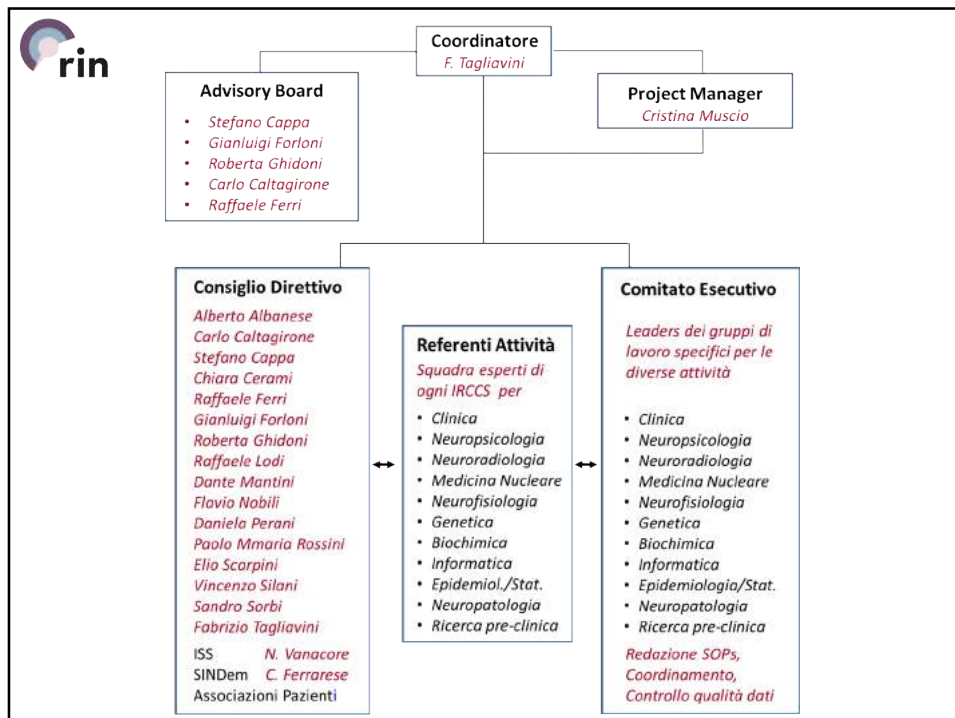 rin
Coordinatore
F. Tagliavini
Advisory Board
• Stefano Cappa
• Gianluigi Forloni
• Roberta Ghidoni
• Carlo Caltagirone
• Raffaele Ferri
Project Manager
Cristina Muscio
Consiglio Direttivo
Alberto Albanese
Carlo Caltagirone
Stefano Cappa
Chiara Cerami
Raffaele Ferri
Gianluigi Forloni
Roberta Ghidoni
Raffaele Lodi
Dante Mantini
Flavio Nobili
Daniela Perani
Paolo Mmaria Rossini
Elio Scarpini
Vincenzo Silani
Sandro Sorbi
Fabrizio Tagliavini
ISS N. Vanacore
SINDem C. Ferrarese
Associazioni Pazienti
Referenti Attività
Squadra esperti di
ogni IRCCS per
• Clinica
• Neuropsicologia
• Neuroradiologia
• Medicina Nucleare
• Neurofisiologia
• Genetica
• Biochimica
• Informatica
• Epidemiol./Stat.
• Neuropatologia
• Ricerca pre-clinica
Comitato Esecutivo
Leaders dei gruppi di
lavoro specifici per le
diverse attività
• Clinica
• Neuropsicologia
• Neuroradiologia
• Medicina Nucleare
• Neurofisiologia
• Genetica
• Biochimica
• Informatica
• Epidemiologia/Stat.
• Neuropatologia
• Ricerca pre-clinica
Redazione SOPs,
Coordinamento,
Controllo qualità dati